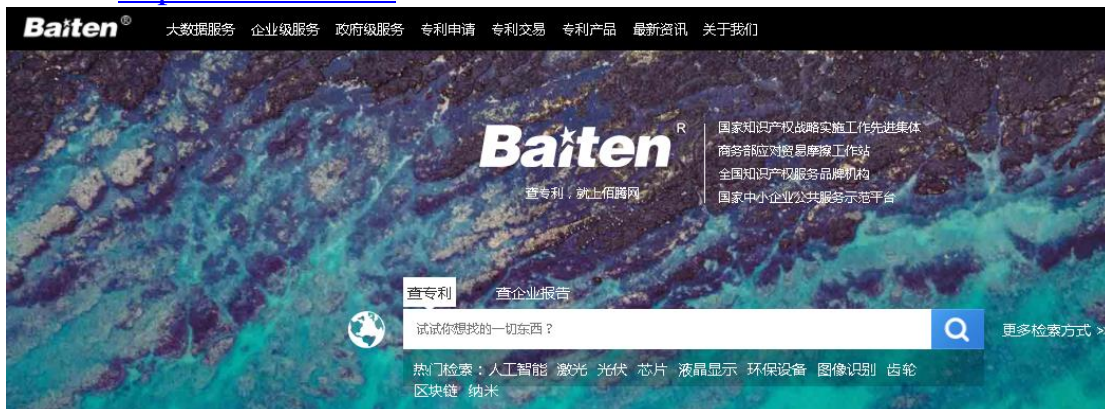 Baiten® 大数据服务 企业级服务 政府级服务 专利申请 专利交易 专利产品 最新资讯 关于我们
Baiten R
查专利,就上佰腾网
国家知识产权战略实施工作先进集体
商务部应对贸易摩擦工作站
全国知识产权服务品牌机构
国家中小企业公共服务示范平台
查专利 查企业报告
试试你想找的一切东西?
更多检索方式 >
热门检索:人工智能 激光 光伏 芯片 液晶显示 环保设备 图像识别 齿轮
区块链 纳米